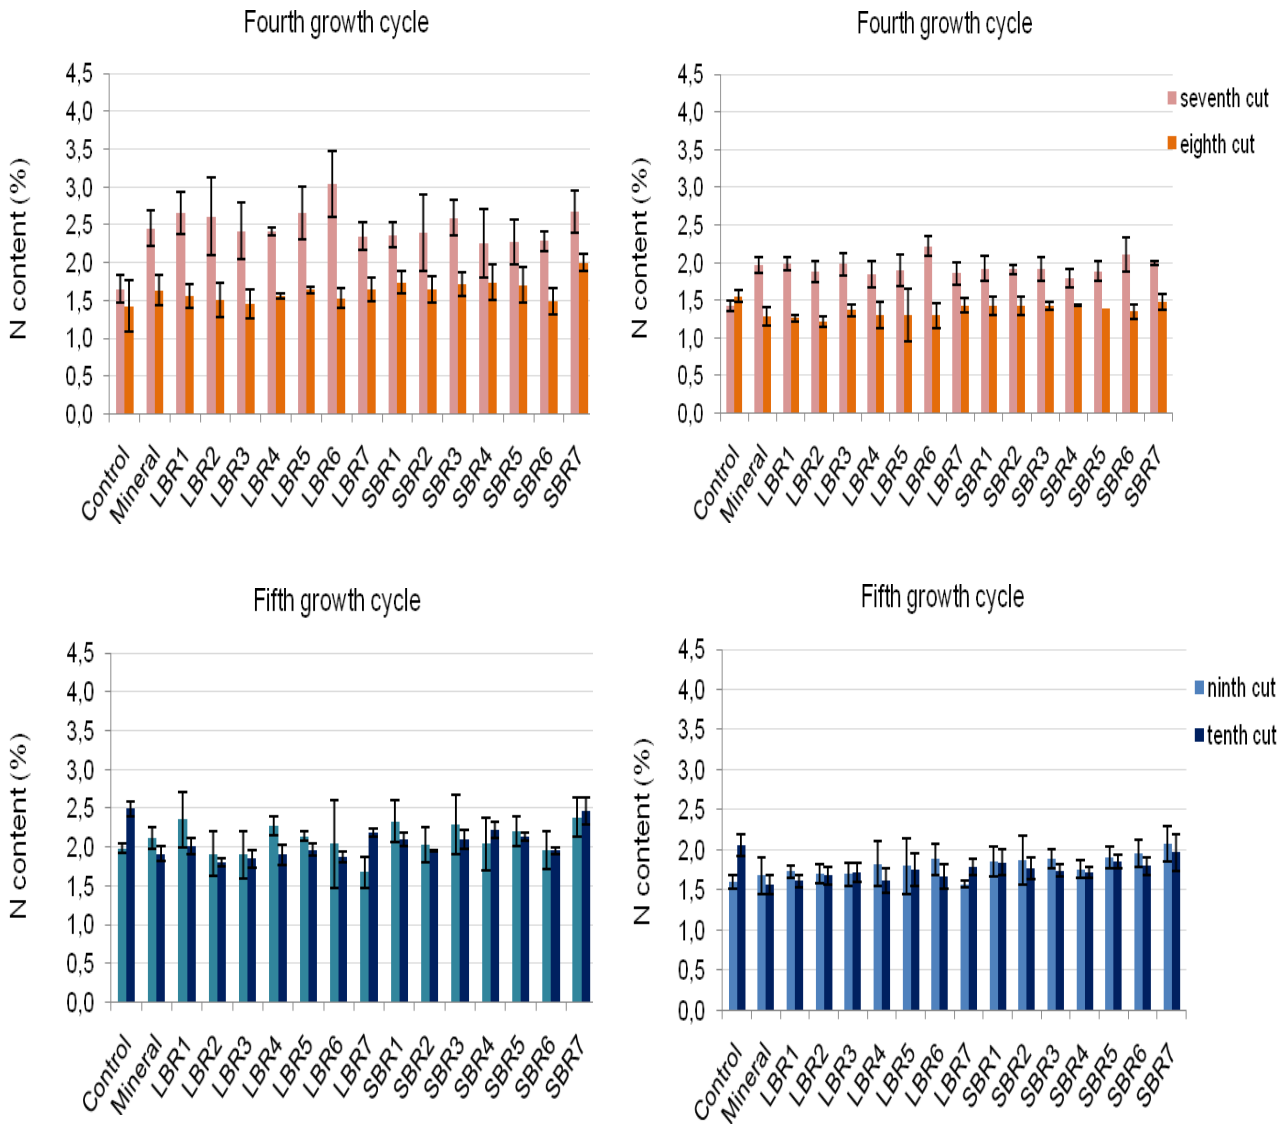 Fourth growth cycle
N content (%)
4,5
4,0
3,5
3,0
2,5
2,0
1,5
1,0
0,5
0,0
Control
Mineral
LBR1
LBR2
LBR3
LBR4
LBR5
LBR6
LBR7
SBR1
SBR2
SBR3
SBR4
SBR5
SBR6
SBR7
Fourth growth cycle
N content (%)
4,5
4,0
3,5
3,0
2,5
2,0
1,5
1,0
0,5
0,0
Control
Mineral
LBR1
LBR2
LBR3
LBR4
LBR5
LBR6
LBR7
SBR1
SBR2
SBR3
SBR4
SBR5
SBR6
SBR7
seventh cut
eighth cut
Fifth growth cycle
N content (%)
4,5
4,0
3,5
3,0
2,5
2,0
1,5
1,0
0,5
0,0
Control
Mineral
LBR1
LBR2
LBR3
LBR4
LBR5
LBR6
LBR7
SBR1
SBR2
SBR3
SBR4
SBR5
SBR6
SBR7
Fifth growth cycle
N content (%)
4,5
4,0
3,5
3,0
2,5
2,0
1,5
1,0
0,5
0,0
Control
Mineral
LBR1
LBR2
LBR3
LBR4
LBR5
LBR6
LBR7
SBR1
SBR2
SBR3
SBR4
SBR5
SBR6
SBR7
ninth cut
tenth cut